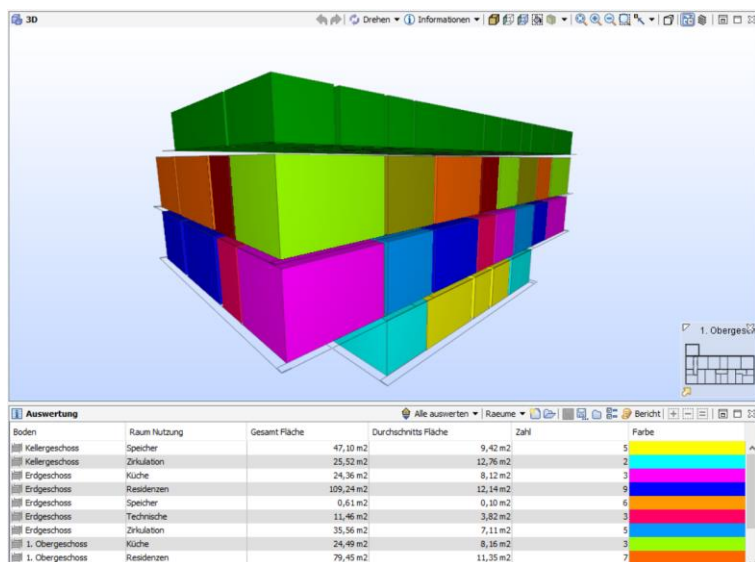 3D Drehen Informationen
1. Oberges
Auswertung Alle auswerten Raeume Bericht
Boden Raum Nutzung Gesamt Fläche Durchschnitts Fläche Zahl Farbe
Kellergeschoss Speicher 47,10 m2 9,42 m2 5
Kellergeschoss Zirkulation 25,52 m2 12,76 m2 2
Erdgeschoss Küche 24,36 m2 8,12 m2 3
Erdgeschoss Residenzen 109,24 m2 12,14 m2 9
Erdgeschoss Speicher 0,61 m2 0,10 m2 6
Erdgeschoss Technische 11,46 m2 3,82 m2 3
Erdgeschoss Zirkulation 35,56 m2 7,11 m2 5
1. Obergeschoss Küche 24,49 m2 8,16 m2 3
1. Obergeschoss Residenzen 79,45 m2 11,35 m2 7